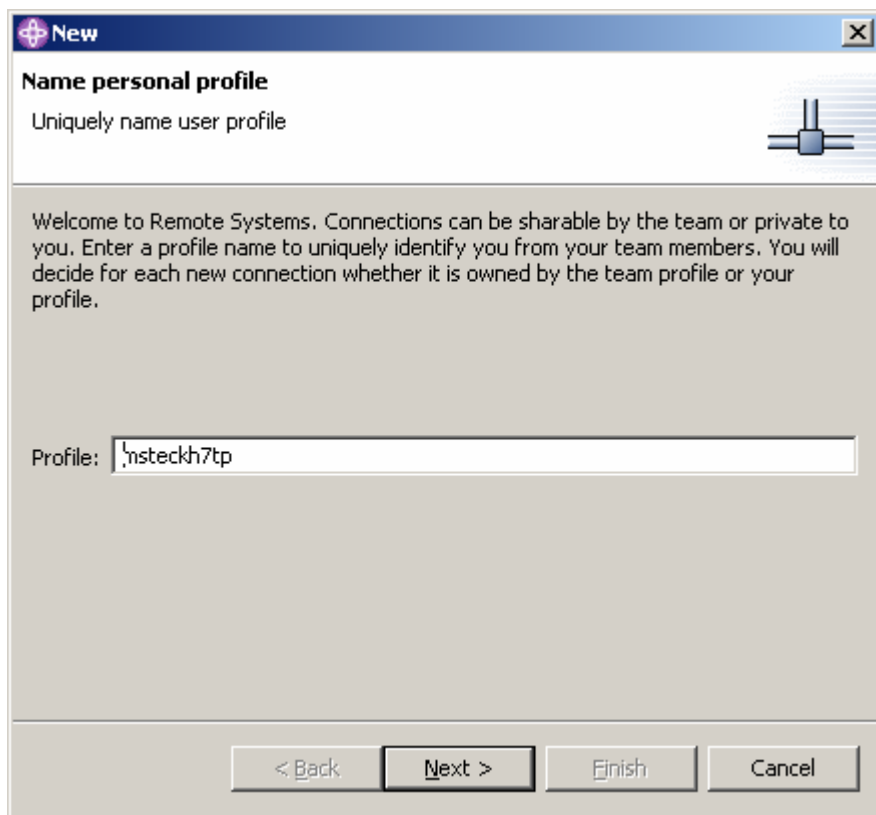 New
Name personal profile
Uniquely name user profile
Welcome to Remote Systems. Connections can be sharable by the team or private to
you. Enter a profile name to uniquely identify you from your team members. You will
decide for each new connection whether it is owned by the team profile or your
profile.
Profile: msteckh7tp
< Back Next > Finish Cancel